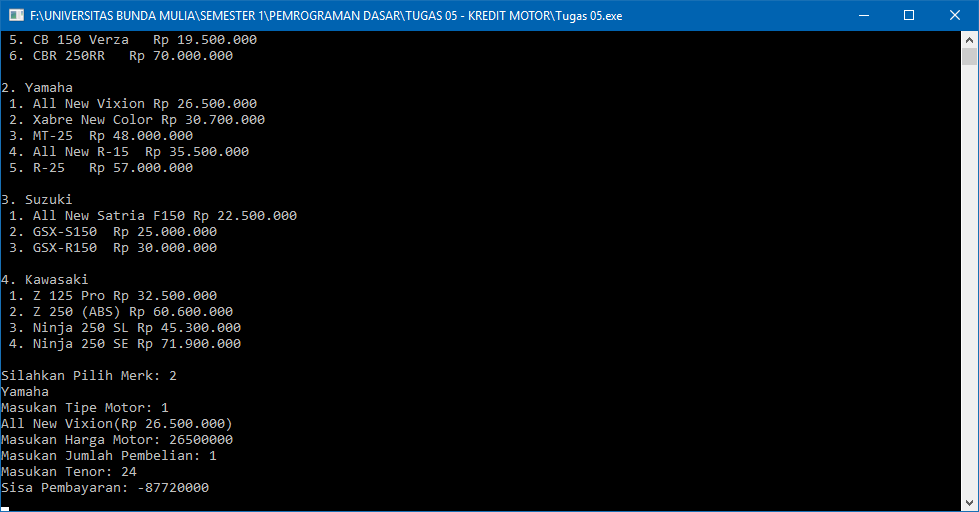 F:\UNIVERSITAS BUNDA MULIA\SEMESTER 1\PEMROGRAMAN DASAR\TUGAS 05 - KREDIT MOTOR\Tugas 05.exe
5. CB 150 Verza   Rp 19.500.000
6. CBR 250RR   Rp 70.000.000
2. Yamaha
1. All New Vixion Rp 26.500.000
2. Xabre New Color Rp 30.700.000
3. MT-25  Rp 48.000.000
4. All New R-15  Rp 35.500.000
5. R-25   Rp 57.000.000
3. Suzuki
1. All New Satria F150 Rp 22.500.000
2. GSX-S150  Rp 25.000.000
3. GSX-R150  Rp 30.000.000
4. Kawasaki
1. Z 125 Pro Rp 32.500.000
2. Z 250 (ABS) Rp 60.600.000
3. Ninja 250 SL Rp 45.300.000
4. Ninja 250 SE Rp 71.900.000
Silahkan Pilih Merk: 2
Yamaha
Masukan Tipe Motor: 1
All New Vixion(Rp 26.500.000)
Masukan Harga Motor: 26500000
Masukan Jumlah Pembelian: 1
Masukan Tenor: 24
Sisa Pembayaran: -87720000